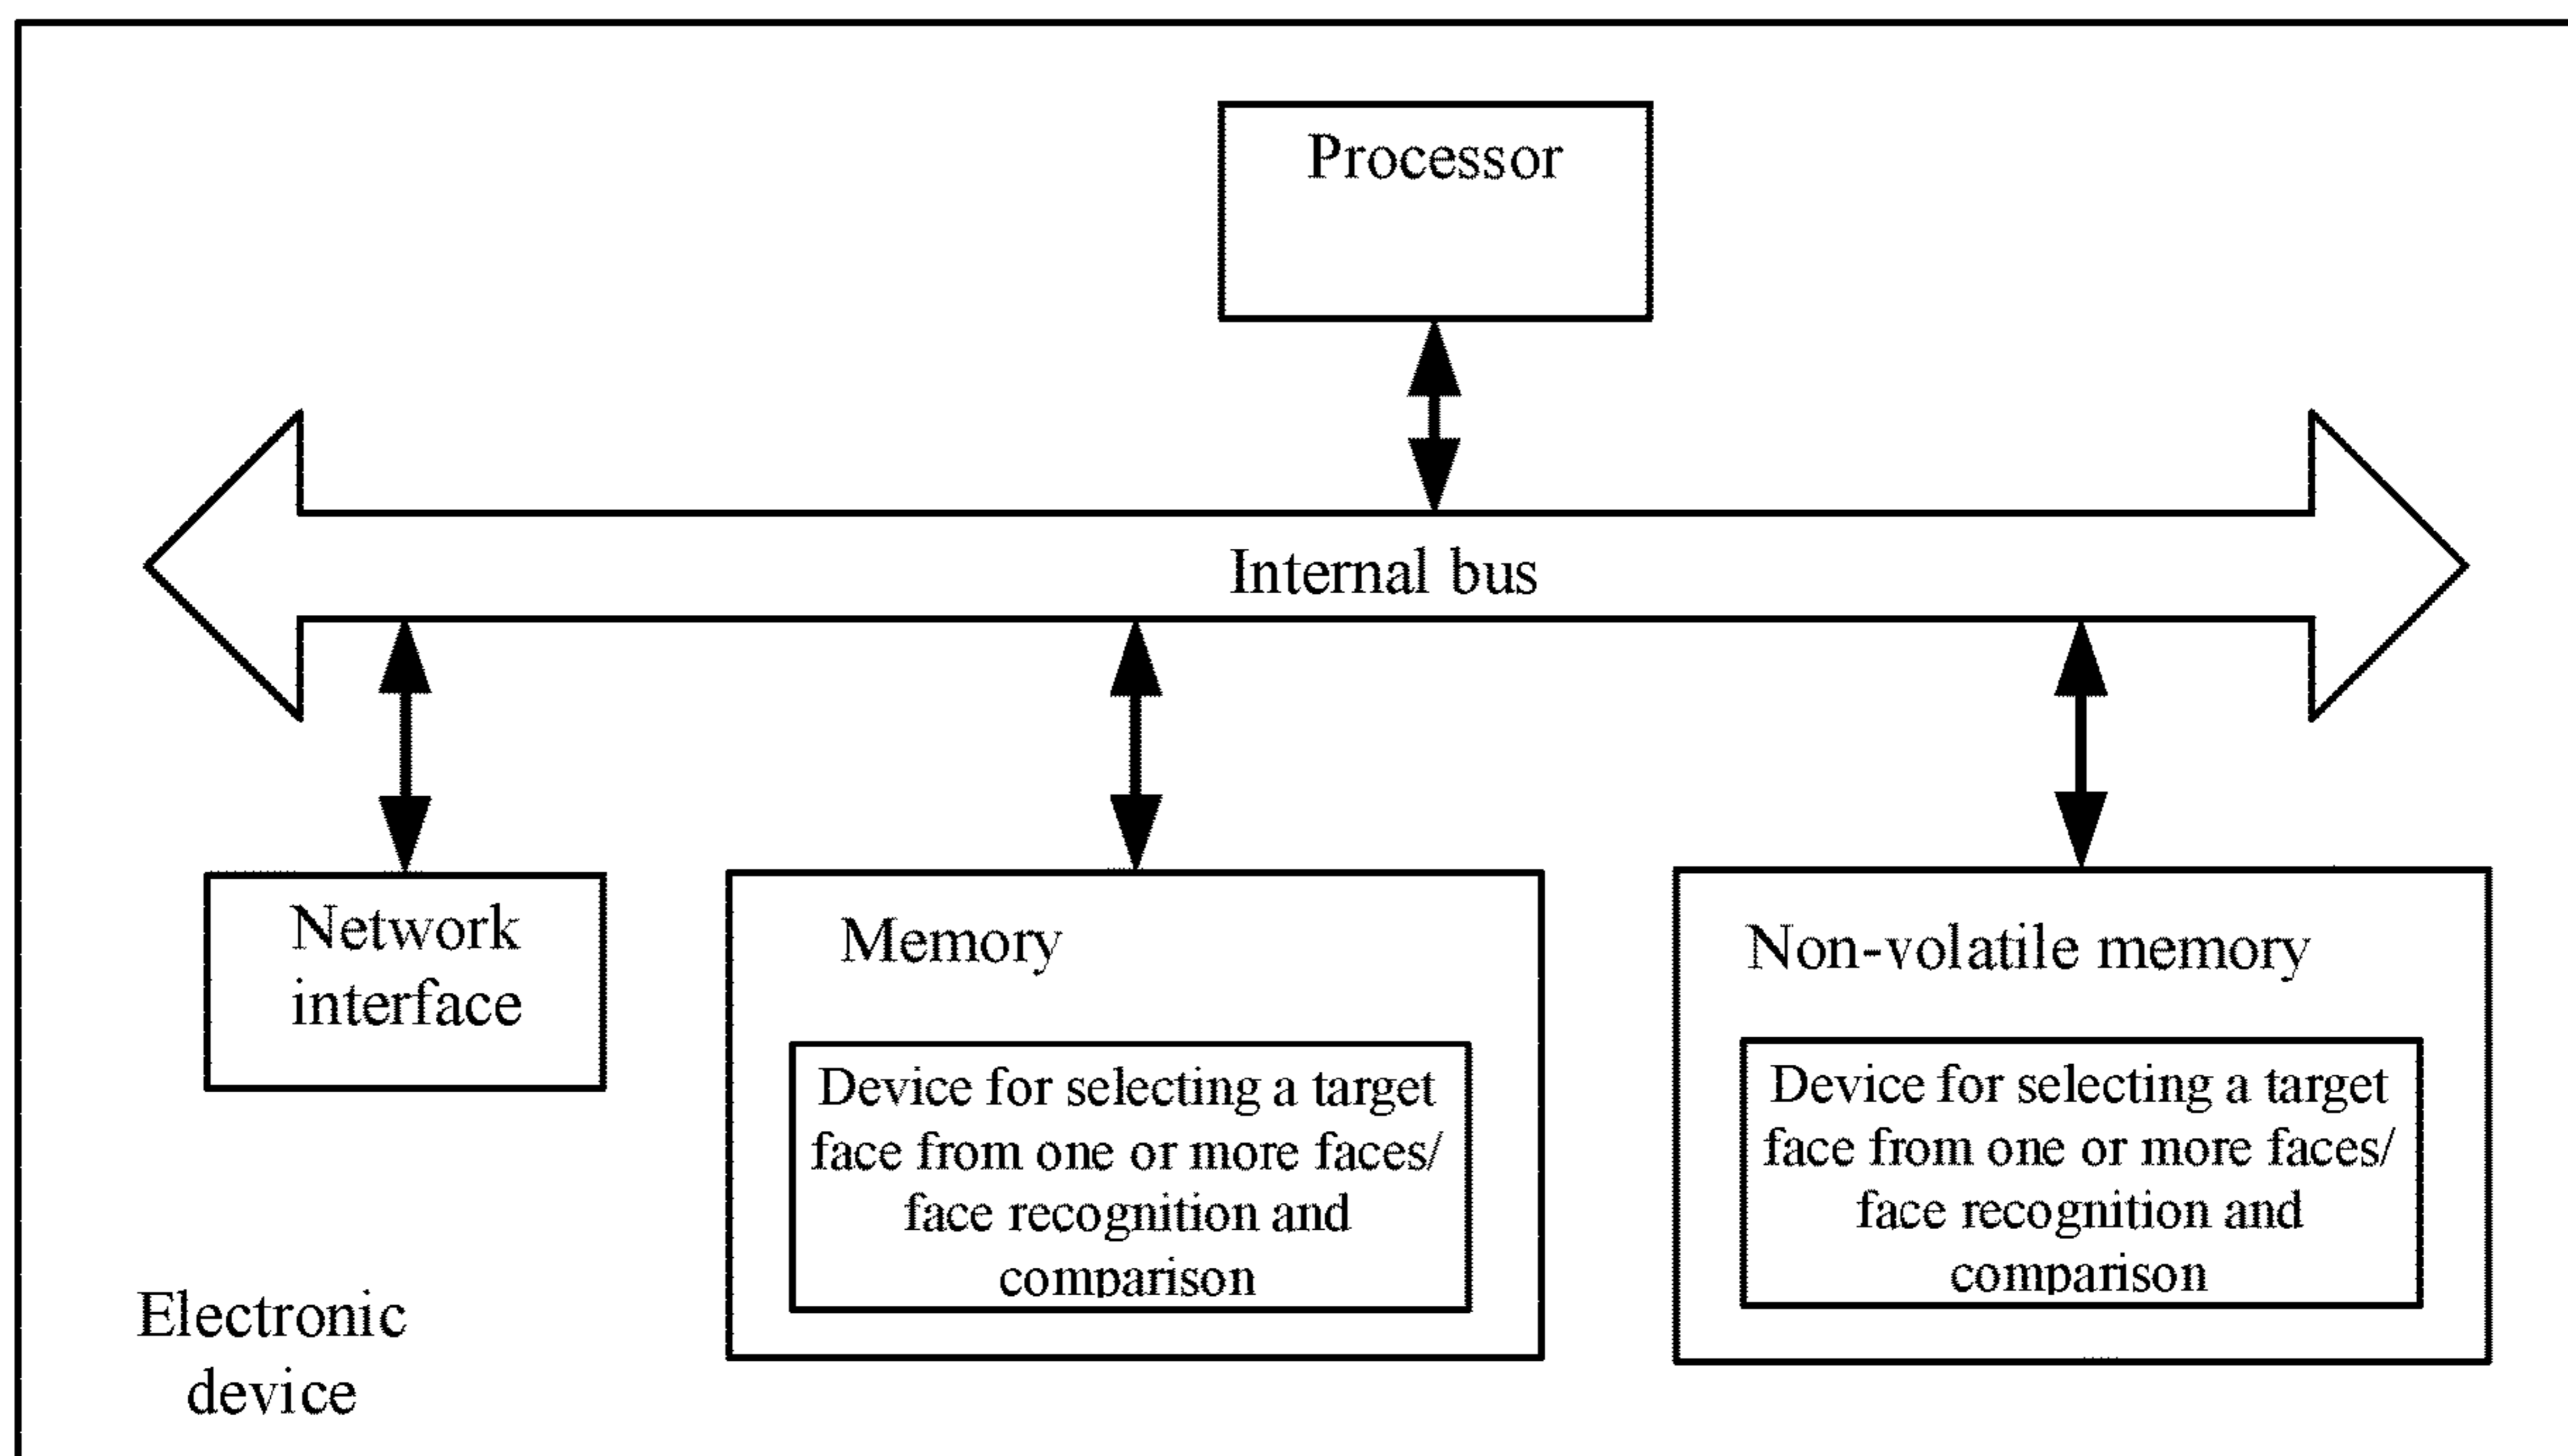 Processor
Internal bus
Network
interface
Memory
Device for selecting a target
face from one or more faces/
face recognition and
comparison
Non-volatile memory
Device for selecting a target
face from one or more faces/
face recognition and
comparison
Electronic
device